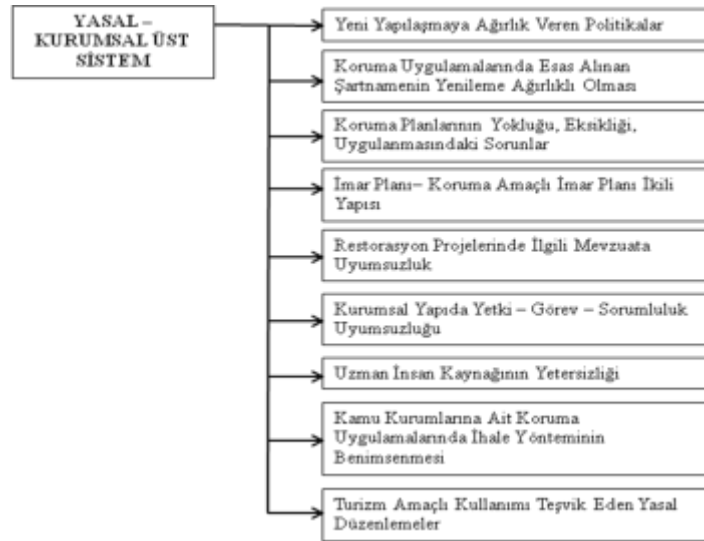 YASAL –
KURUMSAL ÜST
SİSTEM
Yeni Yapılaşmaya Ağırlık Veren Politikalar
Koruma Uygulamalarında Esas Alınan
Şartnamenin Yenileme Ağırlıklı Olması
Koruma Planlarının Yokluğu, Eksikliği,
Uygulanmasındaki Sorunlar
İmar Planı– Koruma Amaçlı İmar Planı İkili
Yapısı
Restorasyon Projelerinde İlgili Mevzuata
Uyumsuzluk
Kurumsal Yapıda Yetki – Görev – Sorumluluk
Uyumsuzluğu
Uzman İnsan Kaynağının Yetersizliği
Kamu Kurumlarına Ait Koruma
Uygulamalarında İhale Yönteminin
Benimsenmesi
Turizm Amaçlı Kullanımı Teşvik Eden Yasal
Düzenlemeler